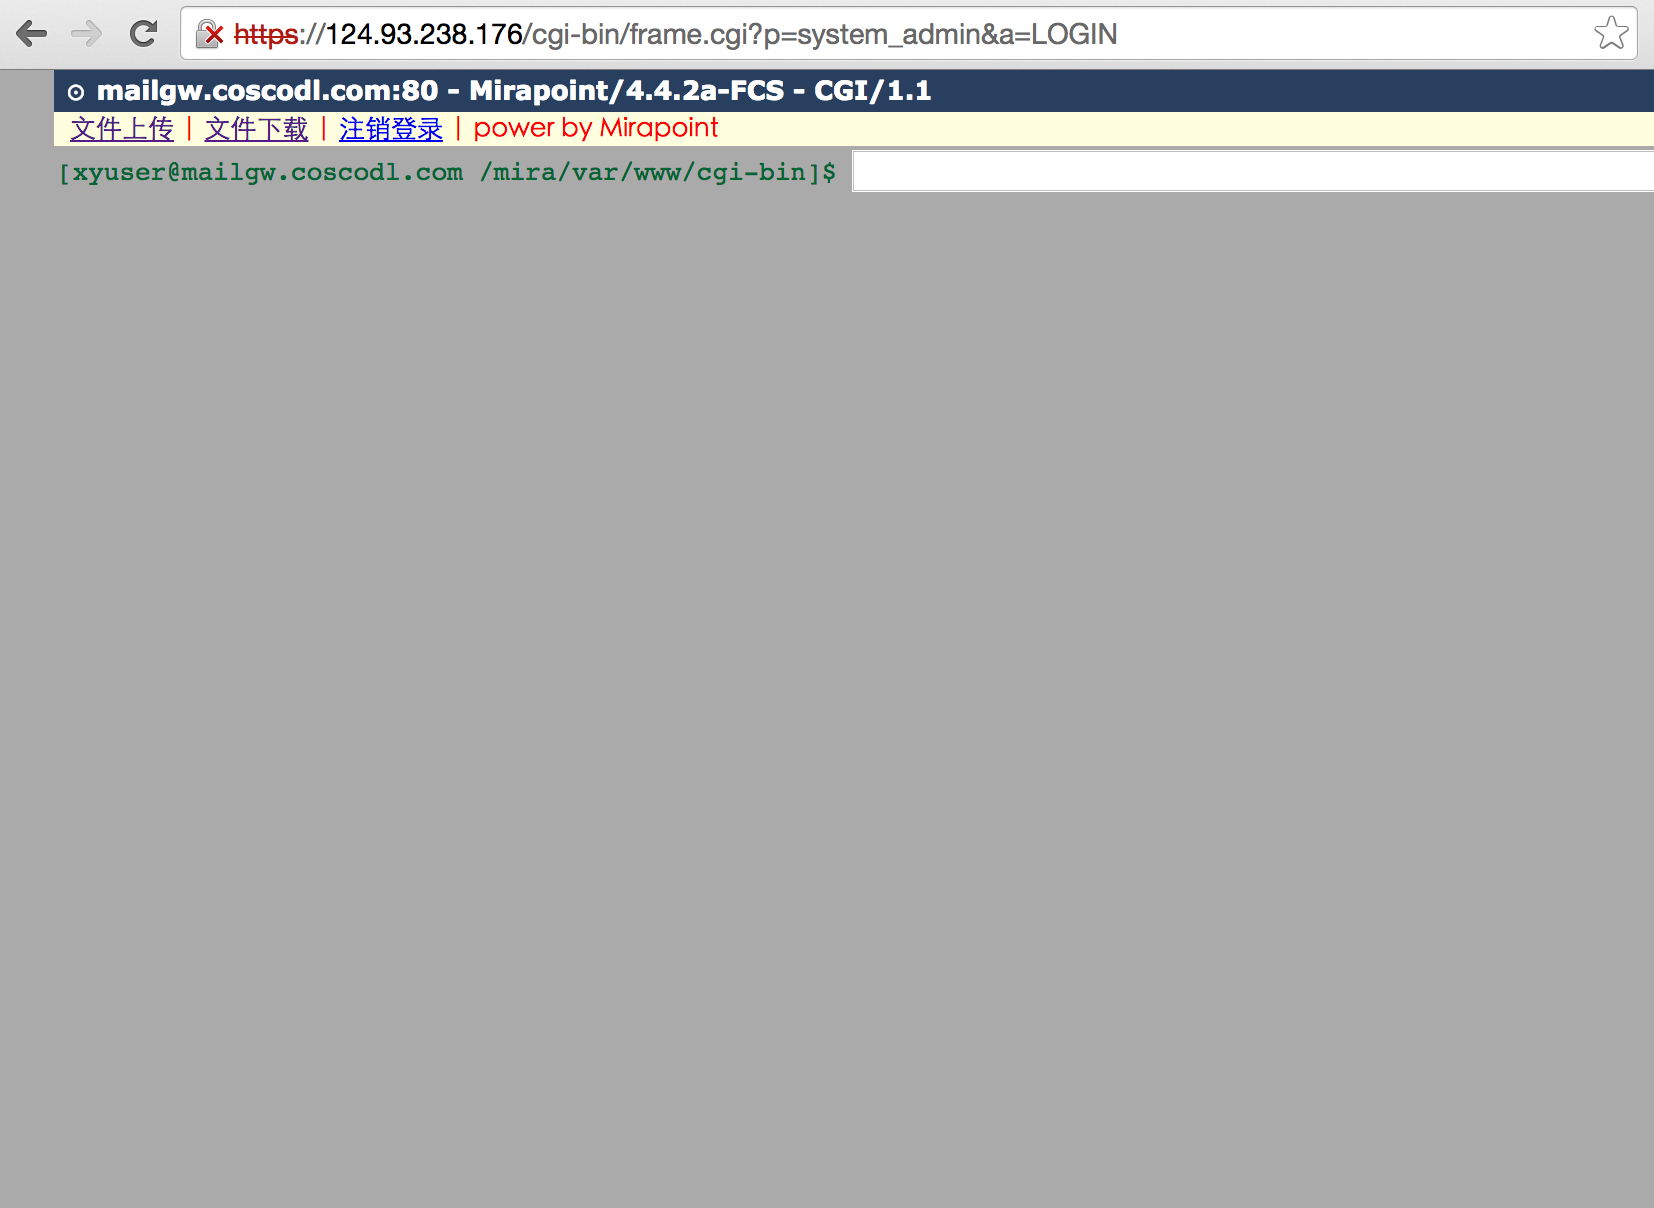 https://124.93.238.176/cgi-bin/frame.cgi?p=system_admin&a=LOGIN
⊙ mailgw.coscodl.com:80 - Mirapoint/4.4.2a-FCS - CGI/1.1
文件上传 | 文件下载 | 注销登录 | power by Mirapoint
[xyuser@mailgw.coscodl.com /mira/var/www/cgi-bin]$